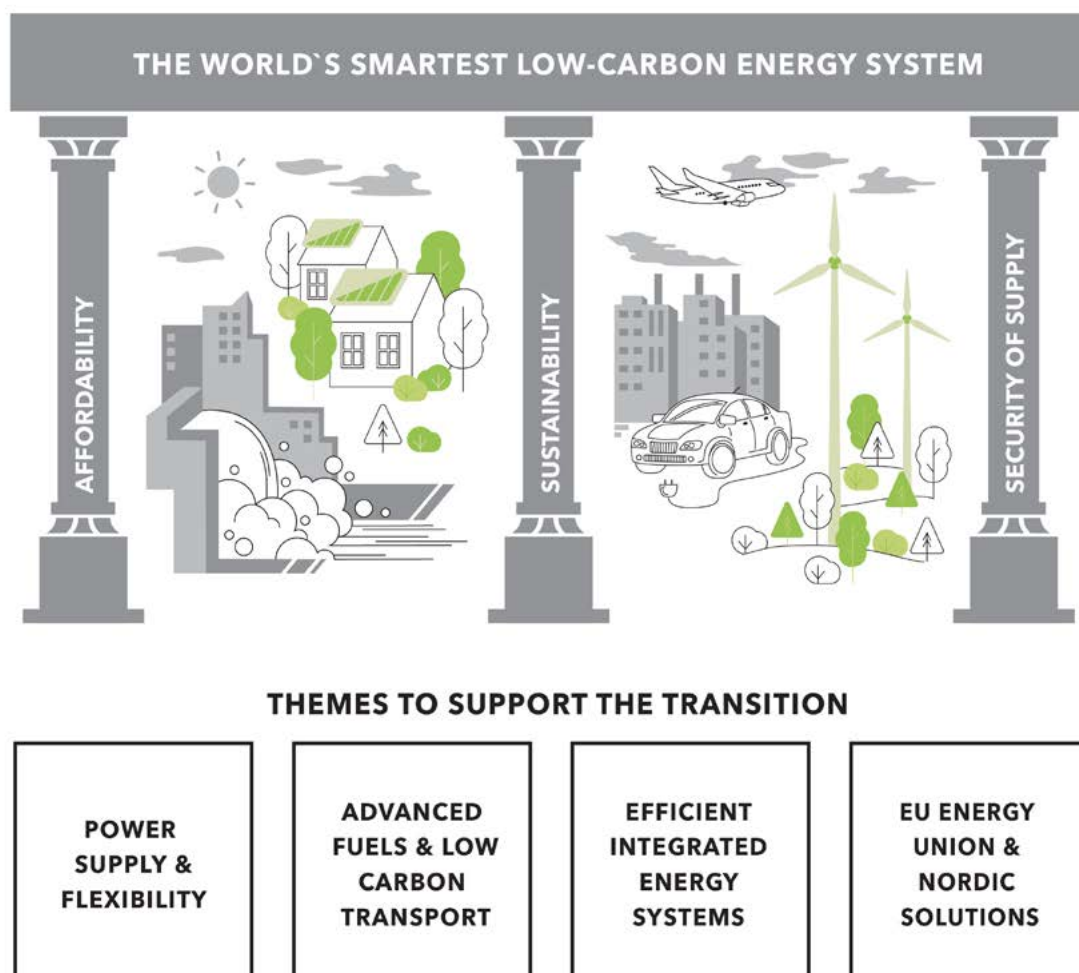 THE WORLD`S SMARTEST LOW-CARBON ENERGY SYSTEM
AFFORDABILITY
SUSTAINABILITY
SECURITY OF SUPPLY
THEMES TO SUPPORT THE TRANSITION
POWER
SUPPLY &
FLEXIBILITY
ADVANCED
FUELS & LOW
CARBON
TRANSPORT
EFFICIENT
INTEGRATED
ENERGY
SYSTEMS
EU ENERGY
UNION &
NORDIC
SOLUTIONS